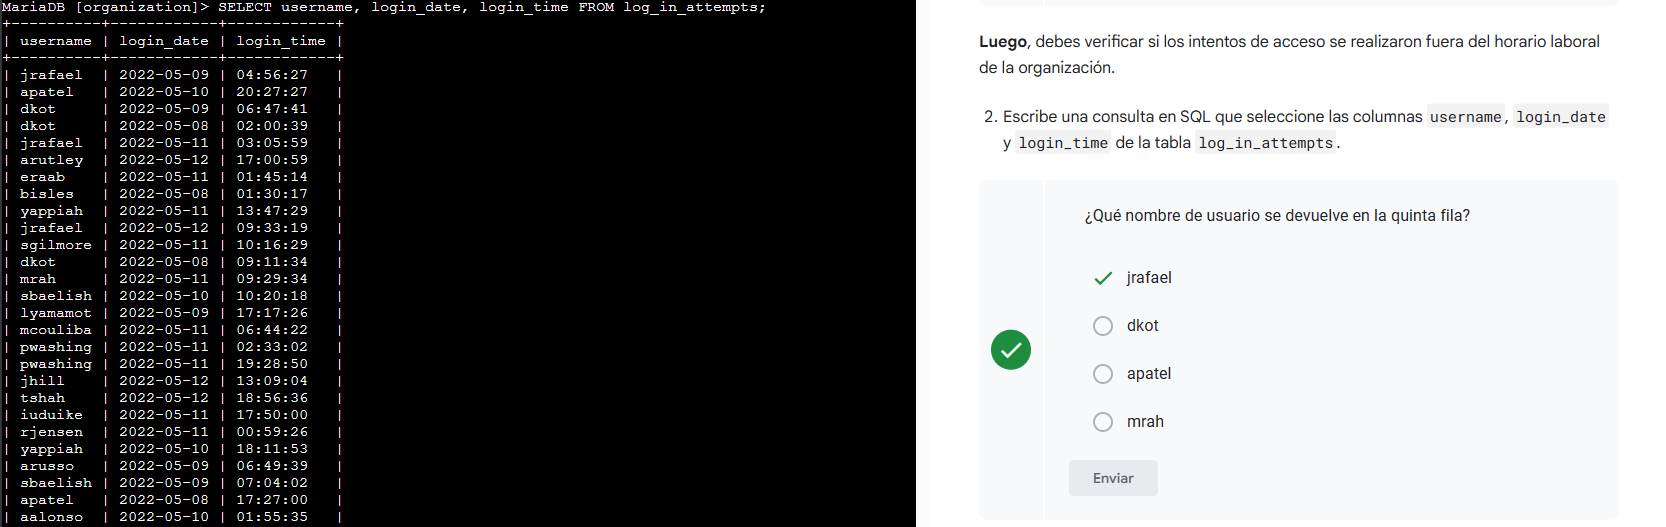 MariaDB [organization]> SELECT username, login_date, login_time FROM log_in_attempts;
+----------+------------+------------+
| username | login_date | login_time |
+----------+------------+------------+
| jrafael | 2022-05-09 | 04:56:27 |
| apatel | 2022-05-10 | 20:27:27 |
| dkot | 2022-05-09 | 06:47:41 |
| dkot | 2022-05-08 | 02:00:39 |
| jrafael | 2022-05-11 | 03:05:59 |
| arutley | 2022-05-12 | 17:00:59 |
| eraab | 2022-05-11 | 01:45:14 |
| bisles | 2022-05-08 | 01:30:17 |
| yappiah | 2022-05-11 | 13:47:29 |
| jrafael | 2022-05-12 | 09:33:19 |
| sgilmore | 2022-05-11 | 10:16:29 |
| dkot | 2022-05-08 | 09:11:34 |
| mrah | 2022-05-11 | 09:29:34 |
| sbaelish | 2022-05-10 | 10:20:18 |
| lyamamot | 2022-05-09 | 17:17:26 |
| mcouliba | 2022-05-11 | 06:44:22 |
| pwashing | 2022-05-11 | 02:33:02 |
| pwashing | 2022-05-11 | 19:28:50 |
| jhill | 2022-05-12 | 13:09:04 |
| tshah | 2022-05-12 | 18:56:36 |
| iuduike | 2022-05-11 | 17:50:00 |
| rjensen | 2022-05-11 | 00:59:26 |
| yappiah | 2022-05-10 | 18:11:53 |
| arusso | 2022-05-09 | 06:49:39 |
| sbaelish | 2022-05-09 | 07:04:02 |
| apatel | 2022-05-08 | 17:27:00 |
| aalonso | 2022-05-10 | 01:55:35 |
Luego, debes verificar si los intentos de acceso se realizaron fuera del horario laboral
de la organización.
2. Escribe una consulta en SQL que seleccione las columnas username, login_date
y login_time de la tabla log_in_attempts.
¿Qué nombre de usuario se devuelve en la quinta fila?
jrafael
dkot
apatel
mrah
Enviar